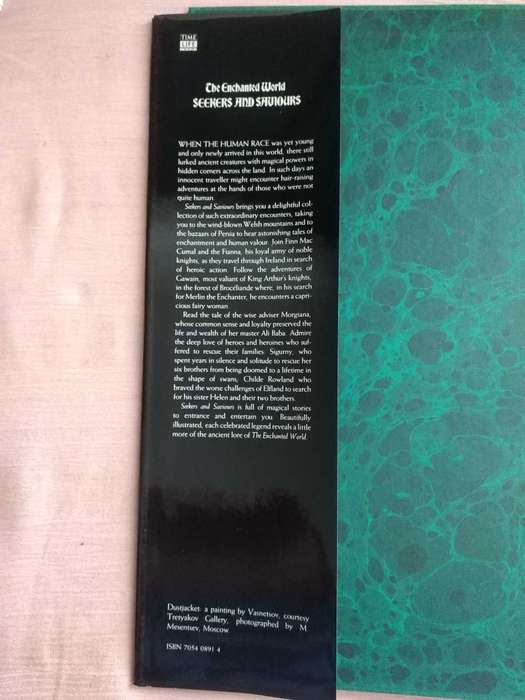 TIME
LIFE
BOOKS
The Enchanted World
SEEKERS AND SAVIOURS
WHEN THE HUMAN RACE was yet young
and only newly arrived in this world, there still
lurked ancient creatures with magical powers in
hidden corners across the land. In such days an
innocent traveller might encounter hair-raising
adventures at the hands of those who were not
quite human.
Seekers and Saviours brings you a delightful col-
lection of such extraordinary encounters, taking
you to the wind-blown Welsh mountains and to
the bazaars of Persia to hear astonishing tales of
enchantment and human valour. Join Finn Mac
Cumal and the Fianna, his loyal army of noble
knights, as they travel through Ireland in search
of heroic action. Follow the adventures of
Gawain, most valiant of King Arthur's knights,
in the forest of Brocéliande where, in his search
for Merlin the Enchanter, he encounters a capri-
cious fairy woman.
Read the tale of the wise adviser Morgiana,
whose common sense and loyalty preserved the
life and wealth of her master Ali Baba. Admire
the deep love of heroes and heroines who suf-
fered to rescue their families: Sigurny, who
spent years in silence and solitude to rescue her
six brothers from being doomed to a lifetime in
the shape of swans; Childe Rowland who
braved the worse challenges of Elfland to search
for his sister Helen and their two brothers.
Seekers and Saviours is full of magical stories
to entrance and entertain you. Beautifully
illustrated, each celebrated legend reveals a little
more of the ancient lore of The Enchanted World.
Dustjacket: a painting by Vasnetsov, courtesy
Tretyakov Gallery, photographed by M.
Mesentsev, Moscow
ISBN 7054 0891 4